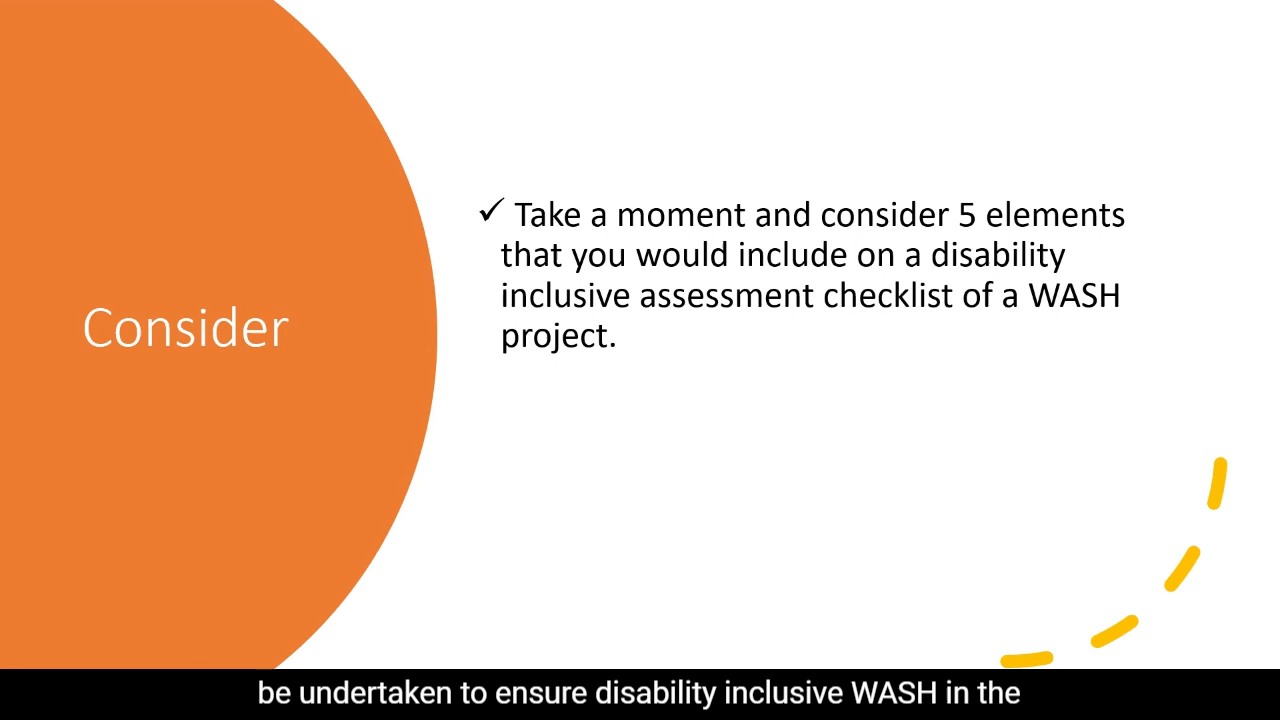 Consider
✓ Take a moment and consider 5 elements
that you would include on a disability
inclusive assessment checklist of a WASH
project.
be undertaken to ensure disability inclusive WASH in the